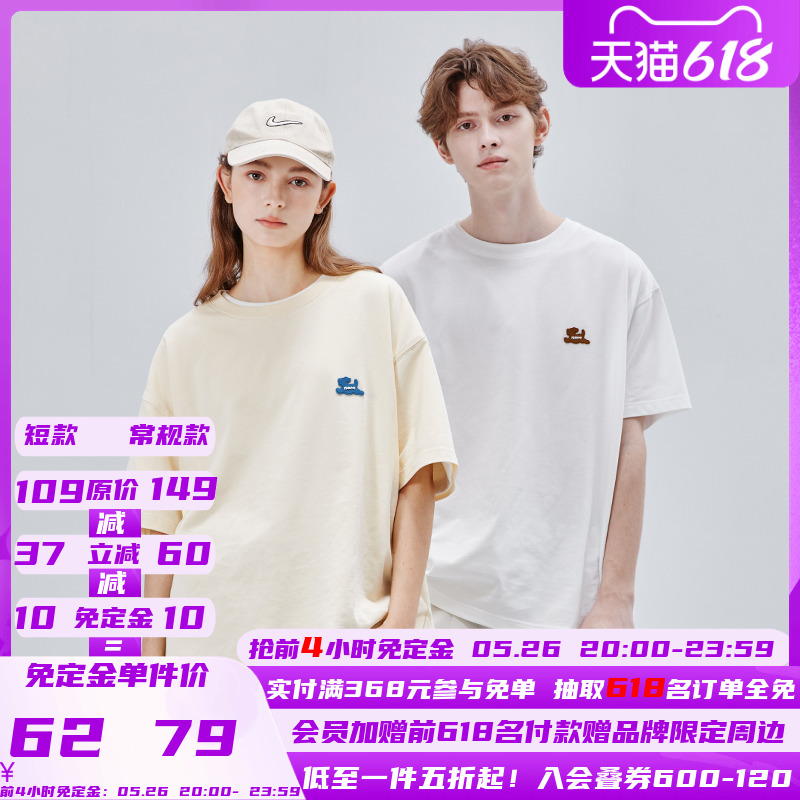 天猫618
短款 常规款
109 原价 149
减
37 立减 60
减
10 免定金 10
=
免定金单件价
62 79
¥
前4小时免定金：05.26 20:00- 23:59
抢前4小时免定金 05.26 20:00-23:59
实付满368元参与免单 抽取618名订单全免
会员加赠前618名付款赠品牌限定周边
低至一件五折起！入会叠券600-120